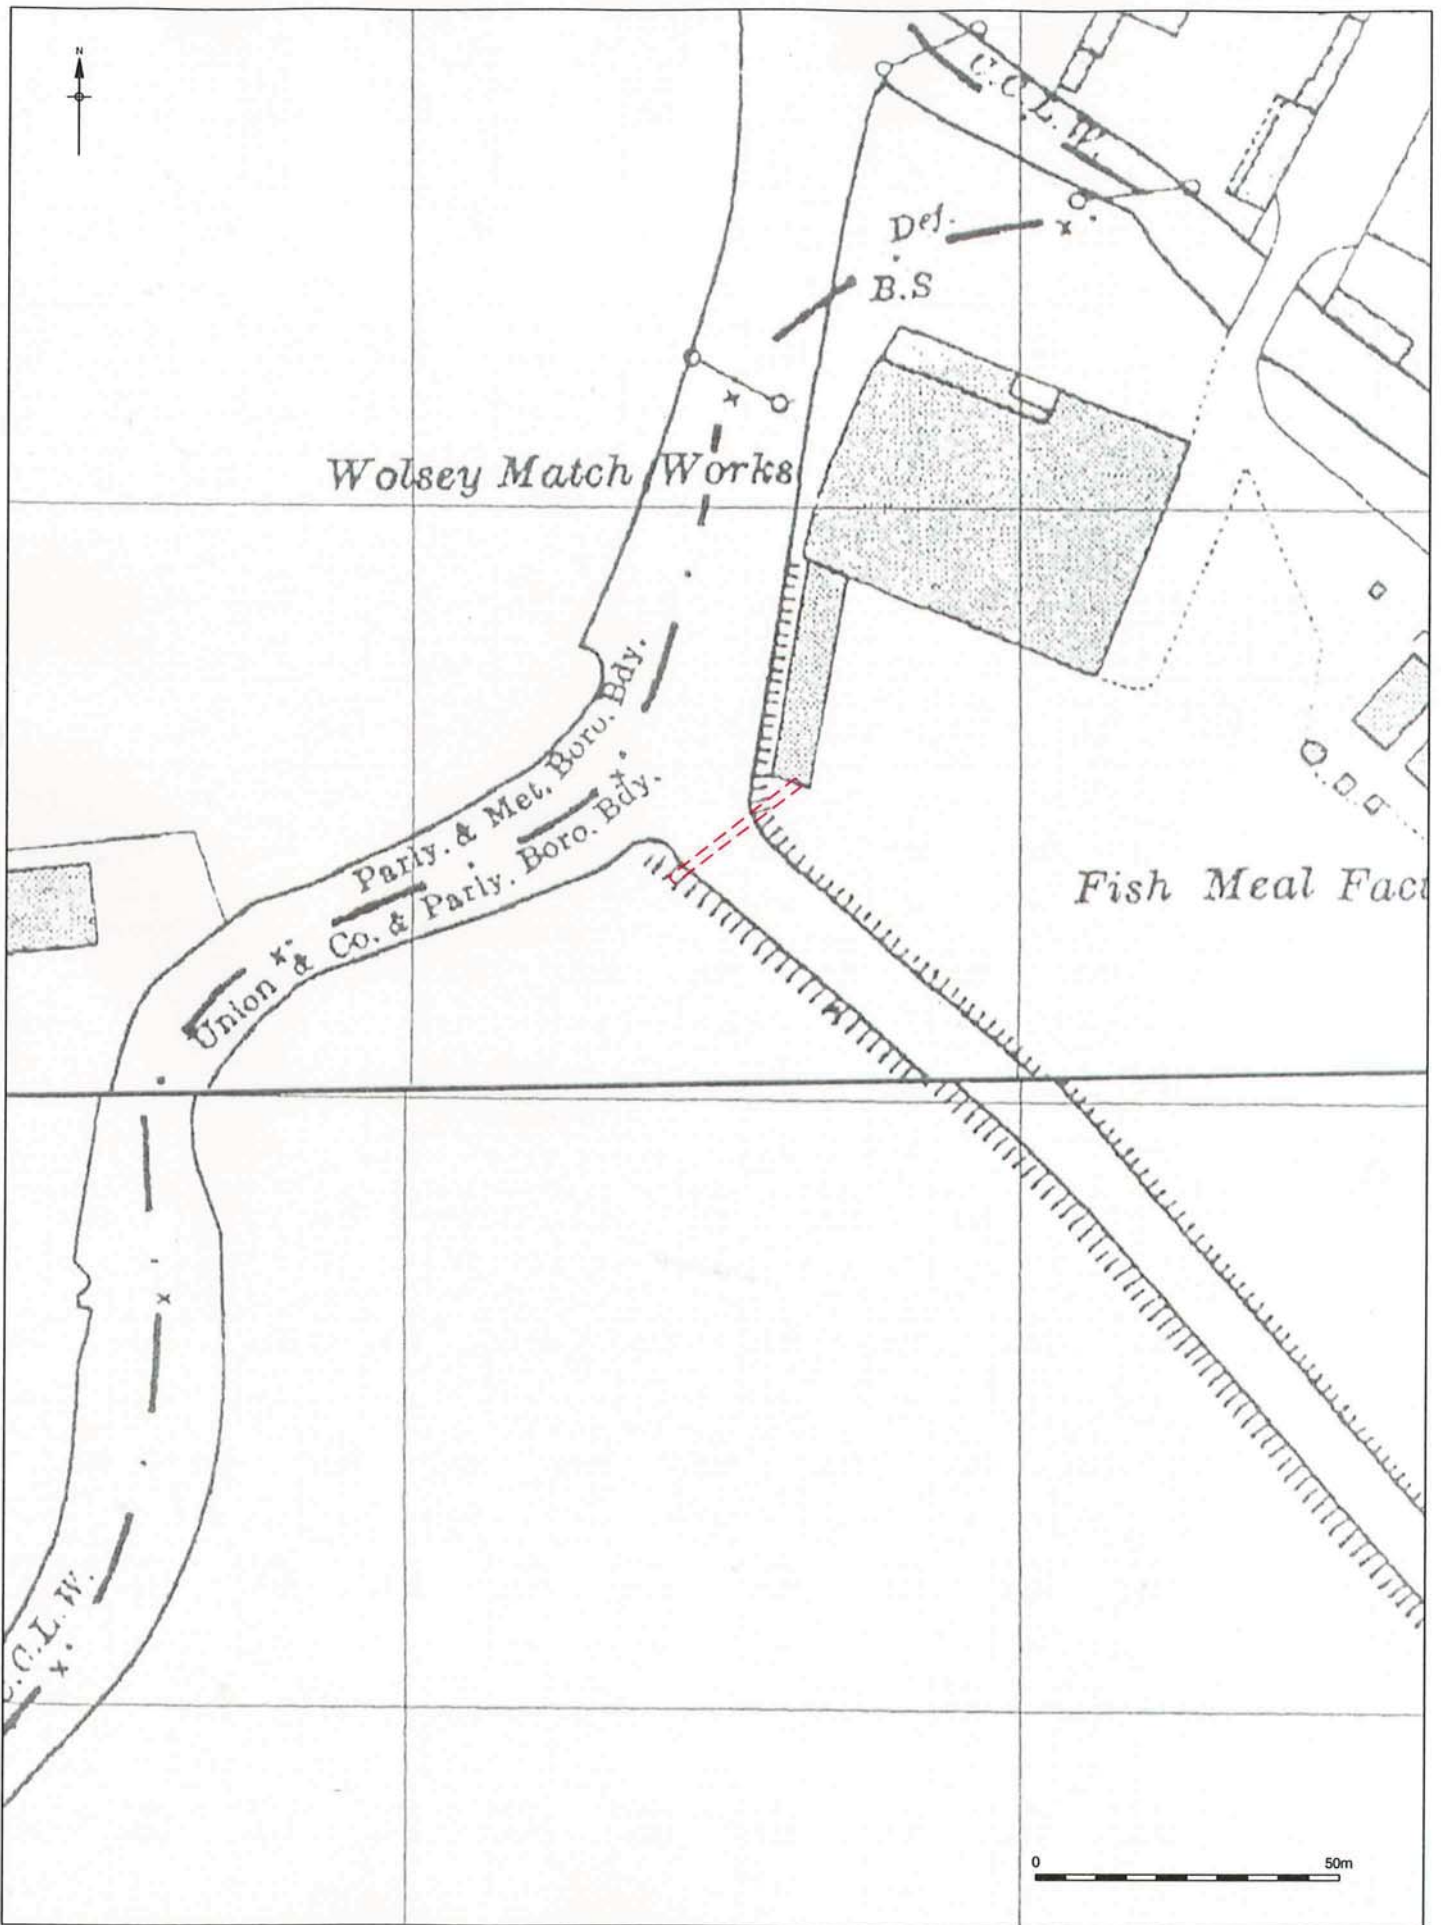 N
C.C.L.W.
Def.
B.S
Wolsey Match Works
Parly. & Met. Boro. Bdy.
Union & Co. & Parly. Boro. Bdy.
Fish Meal Fact
.C.L.W.
0 50m